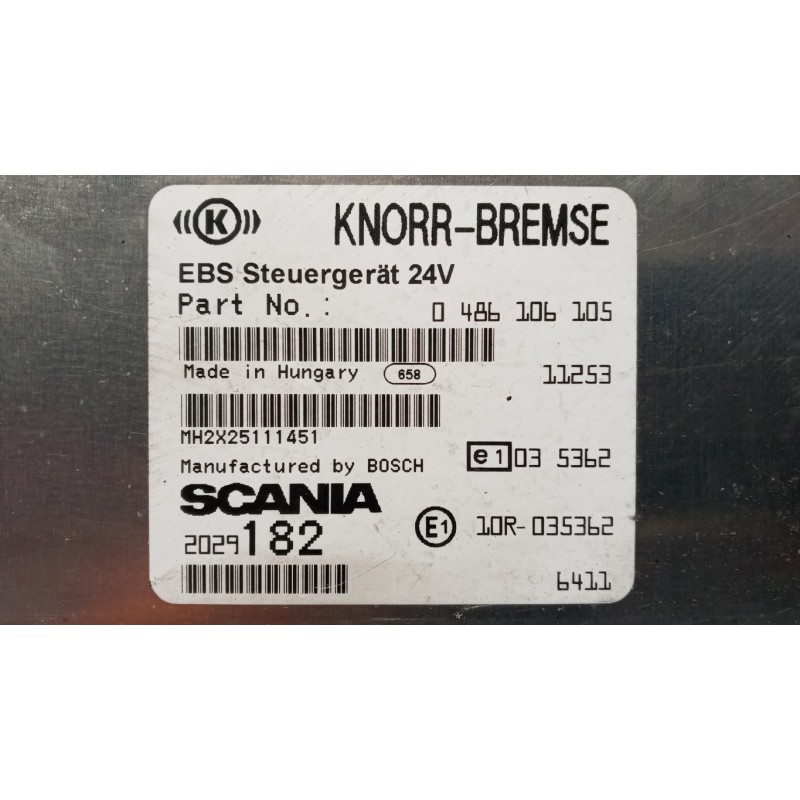 K KNORR-BREMSE
EBS Steuergerät 24V
Part No.: 0 486 106 105
Made in Hungary 658 11253
MH2X25111451
Manufactured by BOSCH e1 03 5362
SCANIA
2029182 E1 10R-035362
6411